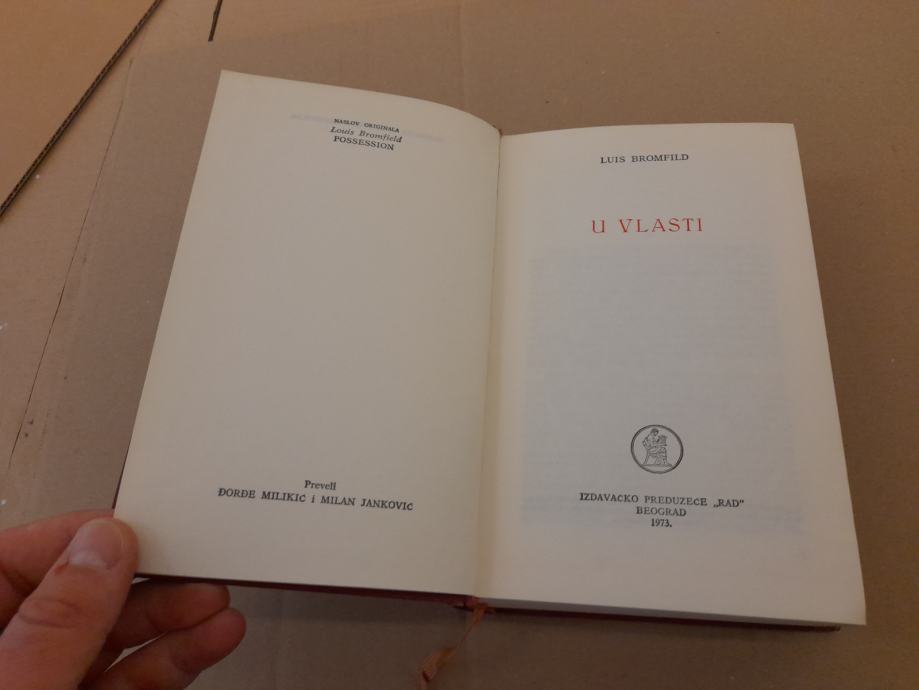 NASLOV ORIGINALA
Louis Bromfield
POSSESSION
Preveli
ĐORĐE MILIKIĆ i MILAN JANKOVIĆ
LUIS BROMFILD
U VLASTI
IZDAVAČKO PREDUZEĆE „RAD"
BEOGRAD
1973.